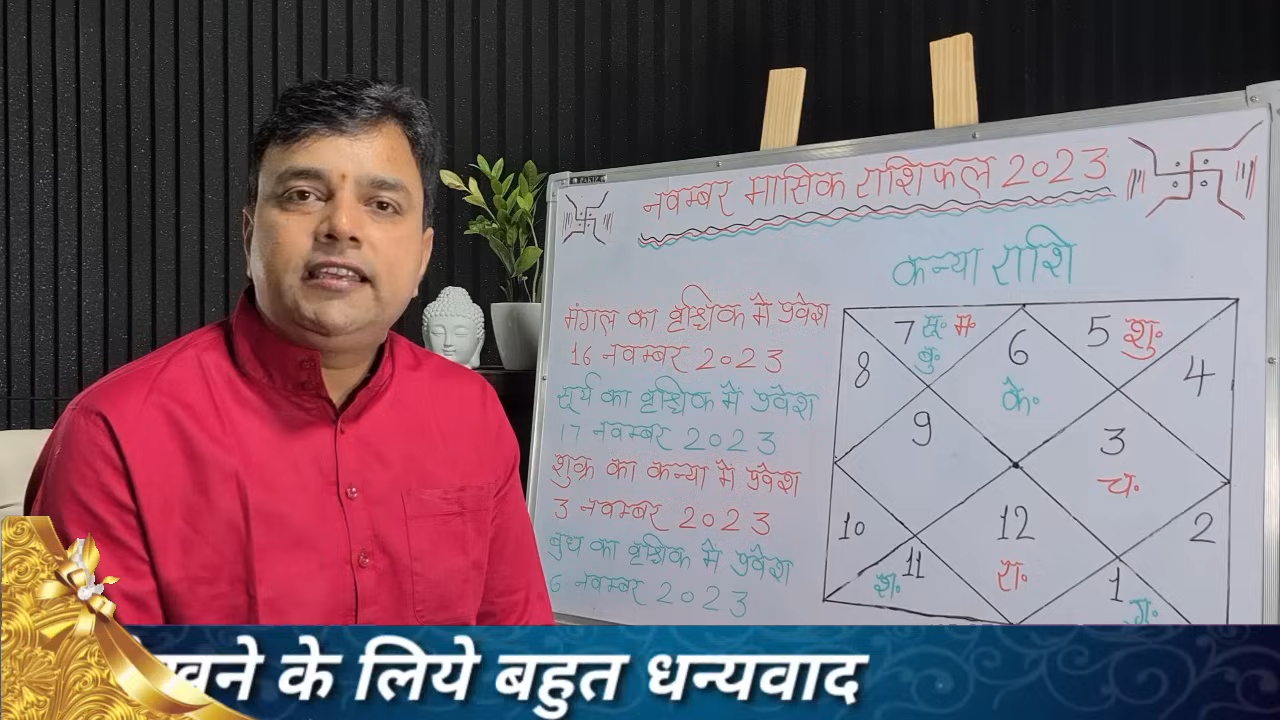 नवम्बर मासिक राशिफल 2023
कन्या राशि
मंगल का वृश्चिक मे प्रवेश
16 नवम्बर 2023
सूर्य का वृश्चिक मे प्रवेश
17 नवम्बर 2023
शुक्र का कन्या मे प्रवेश
3 नवम्बर 2023
बुध का वृश्चिक मे प्रवेश
6 नवम्बर 2023
7 सू॰ म॰
बु॰
6
के॰
5 शु॰
8
4
9
3
च॰
10
12
रा॰
2
11
श॰
1
गु॰
के लिये बहुत धन्यवाद